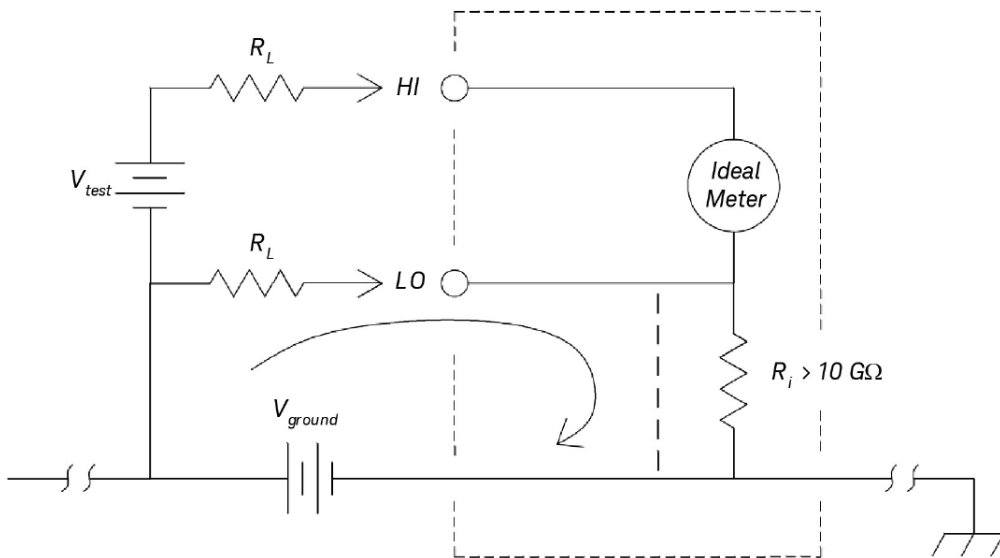 R_L
HI
Ideal
Meter
V_test
R_L
LO
R_i > 10 GΩ
V_ground